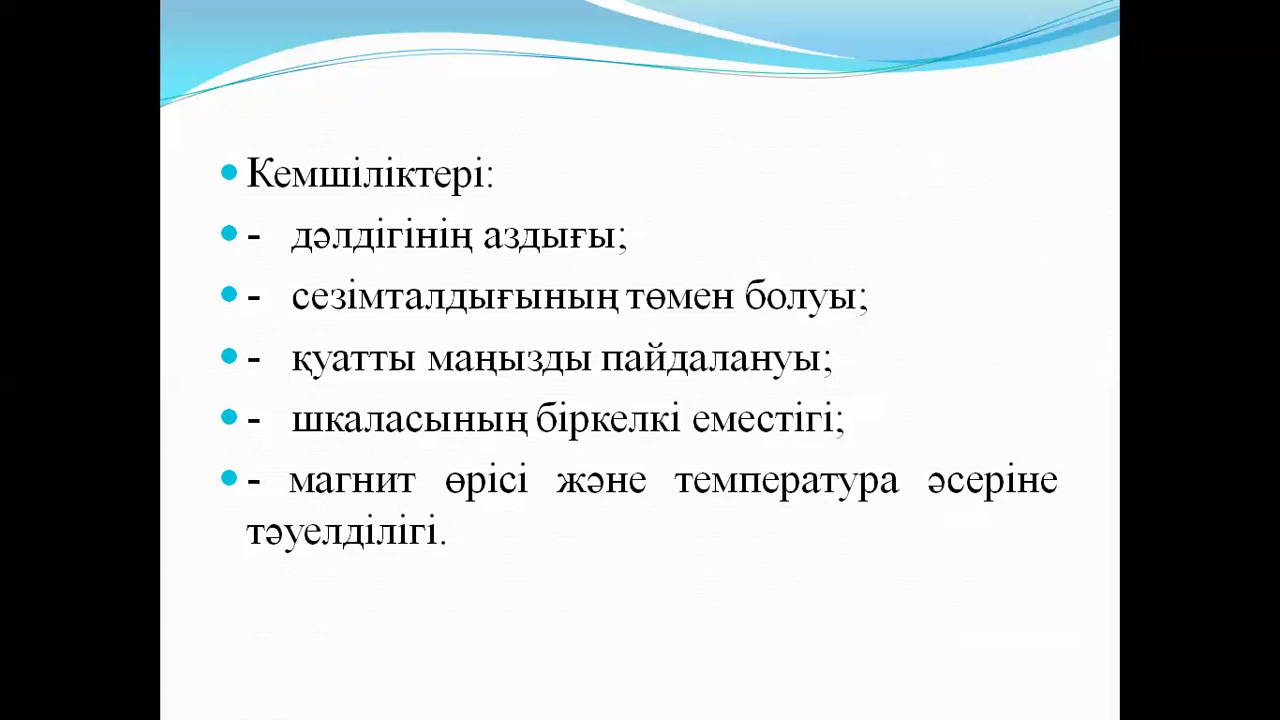 Кемшіліктері:
- дәлдігінің аздығы;
- сезімталдығының төмен болуы;
- қуатты маңызды пайдалануы;
- шкаласының біркелкі еместігі;
- магнит өрісі және температура әсеріне
тәуелділігі.